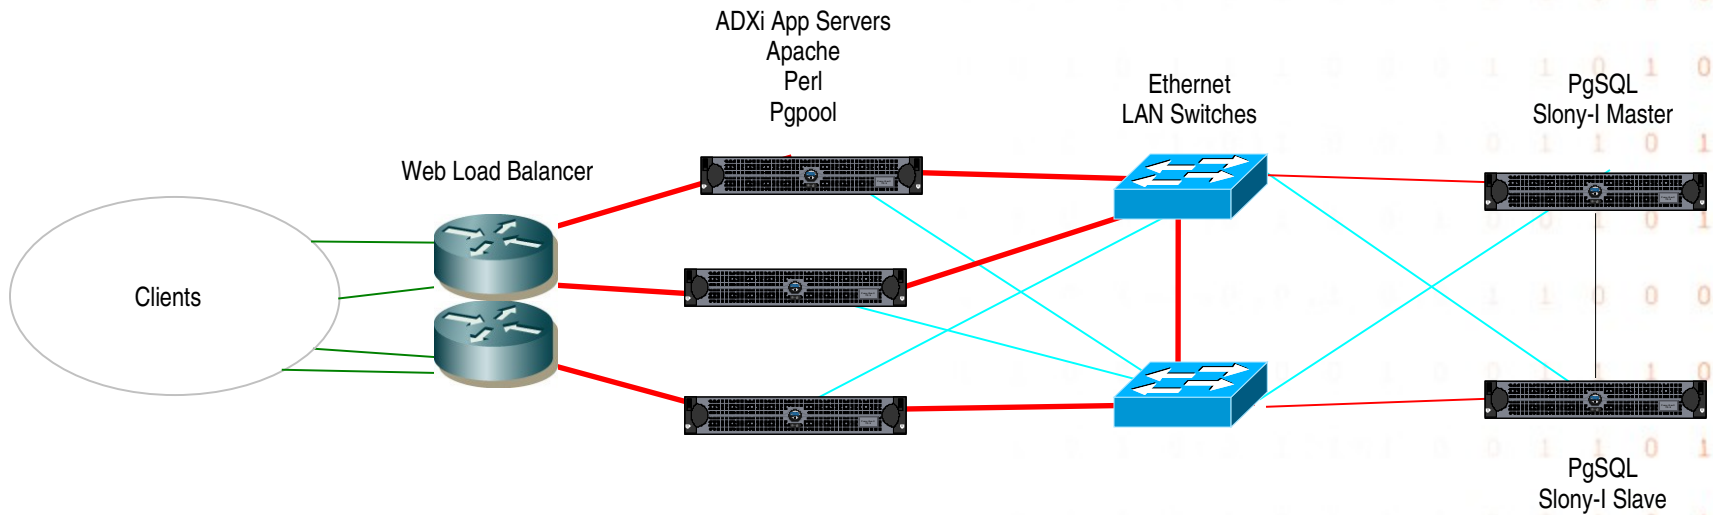 ADXi App Servers
Apache
Perl
Pgpool
Ethernet
LAN Switches
PgSQL
Slony-I Master
Web Load Balancer
Clients
PgSQL
Slony-I Slave